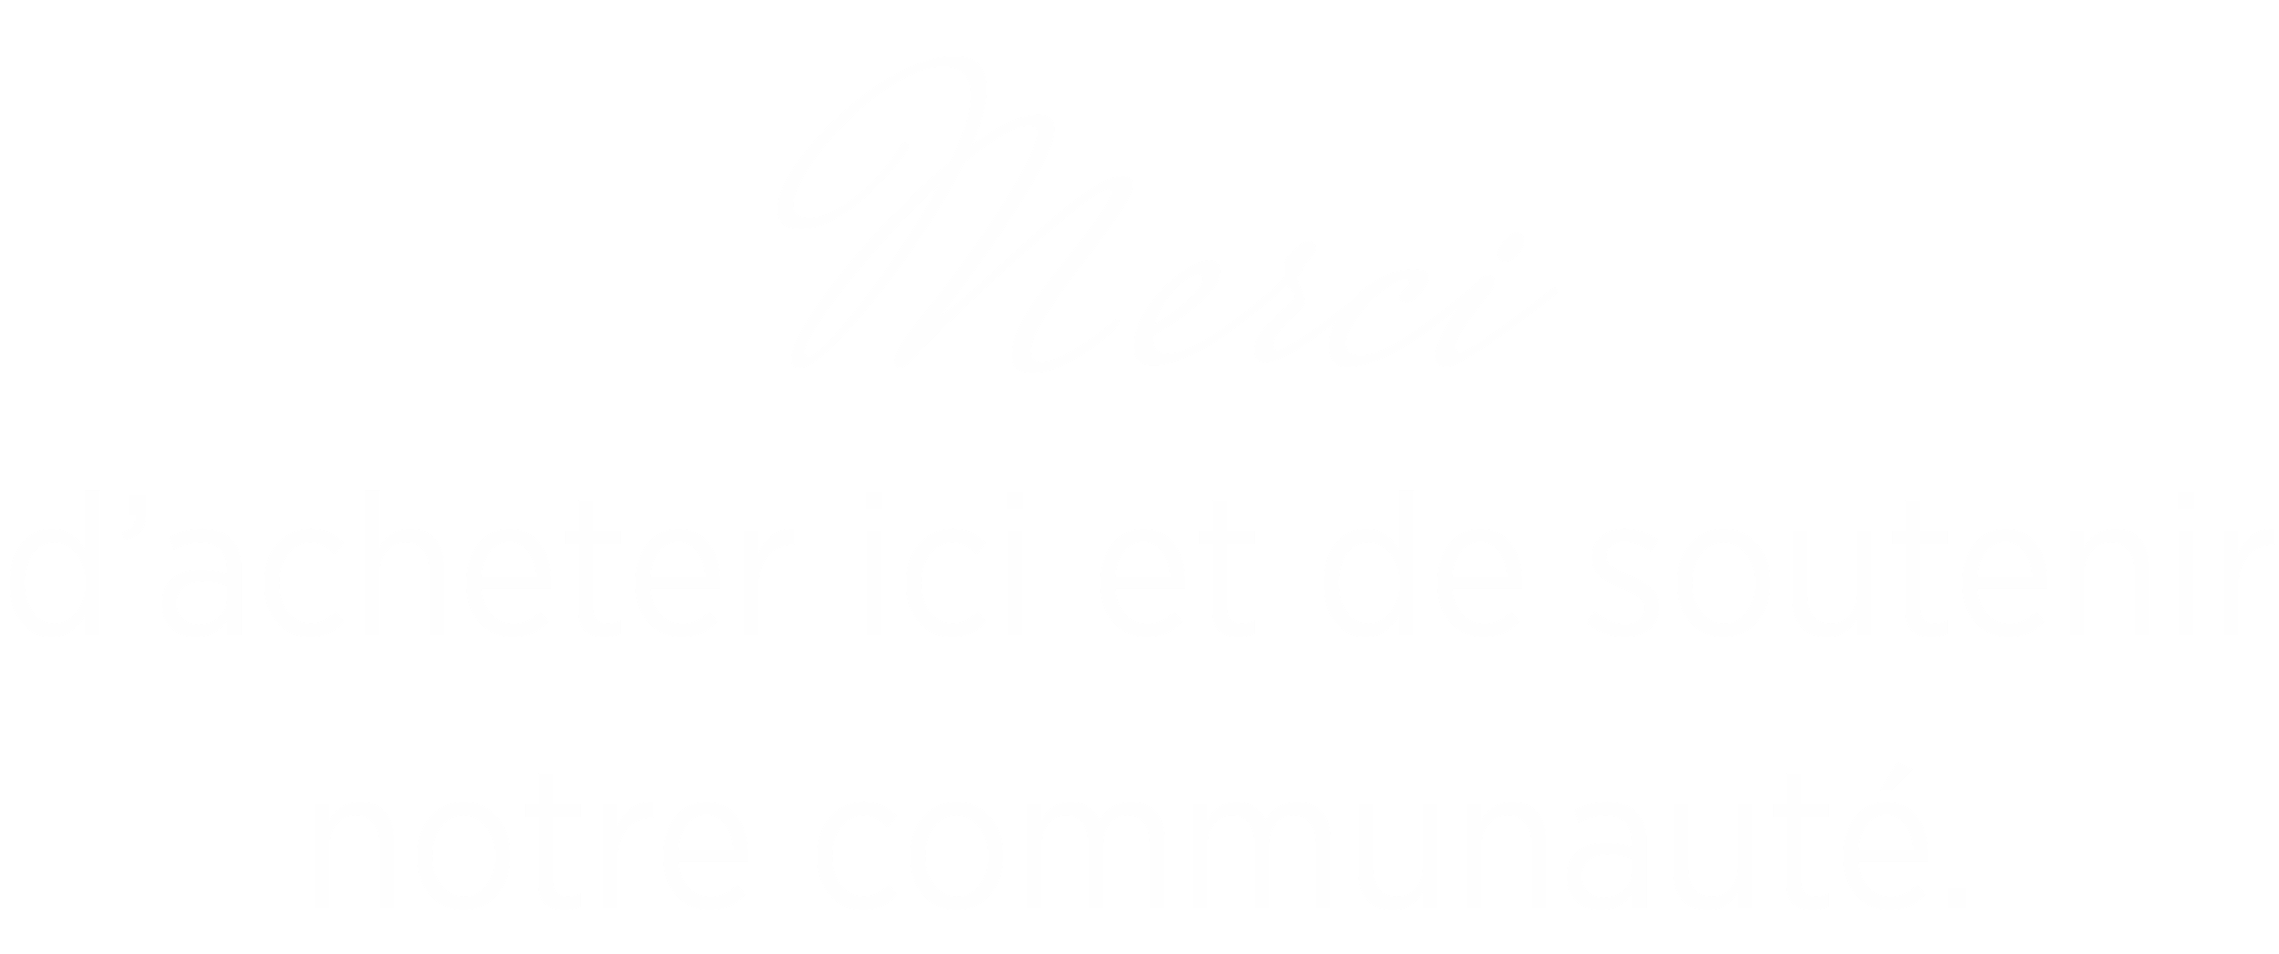 Merci
d'acheter ici et de soutenir
notre communauté.